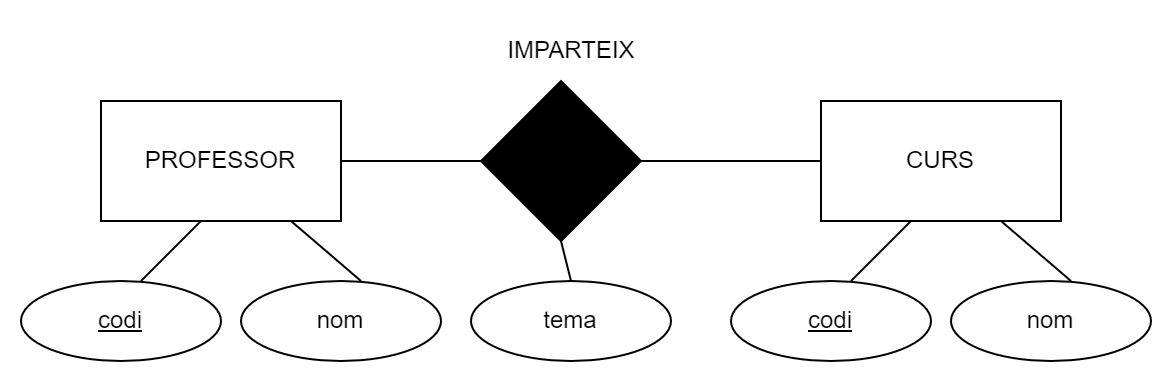 IMPARTEIX
PROFESSOR
CURS
codi
nom
tema
codi
nom